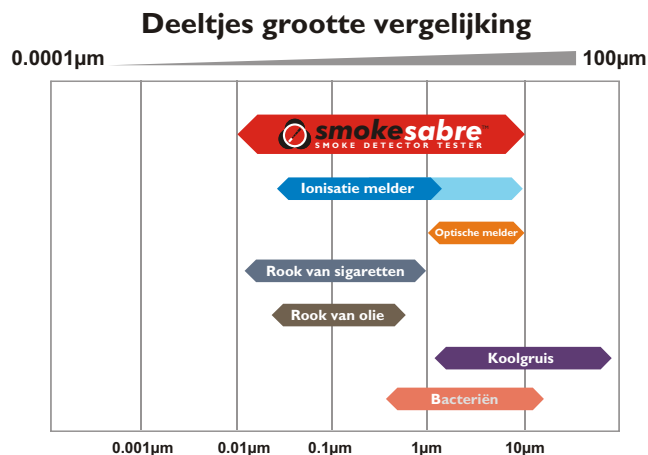 Deeltjes grootte vergelijking
0.0001µm 100µm
smokesabre™
SMOKE DETECTOR TESTER
Ionisatie melder
Optische melder
Rook van sigaretten
Rook van olie
Koolgruis
Bacteriën
0.001µm 0.01µm 0.1µm 1µm 10µm